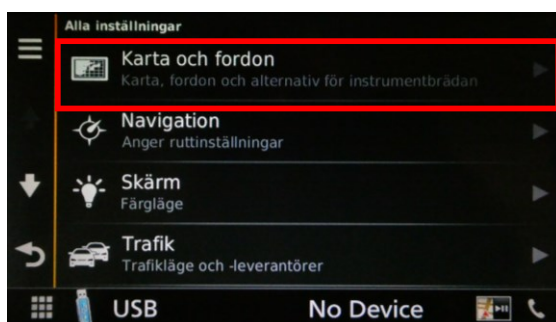 Alla inställningar
Karta och fordon
Karta, fordon och alternativ för instrumentbrädan
Navigation
Anger ruttinställningar
Skärm
Färgläge
Trafik
Trafikläge och -leverantörer
USB No Device